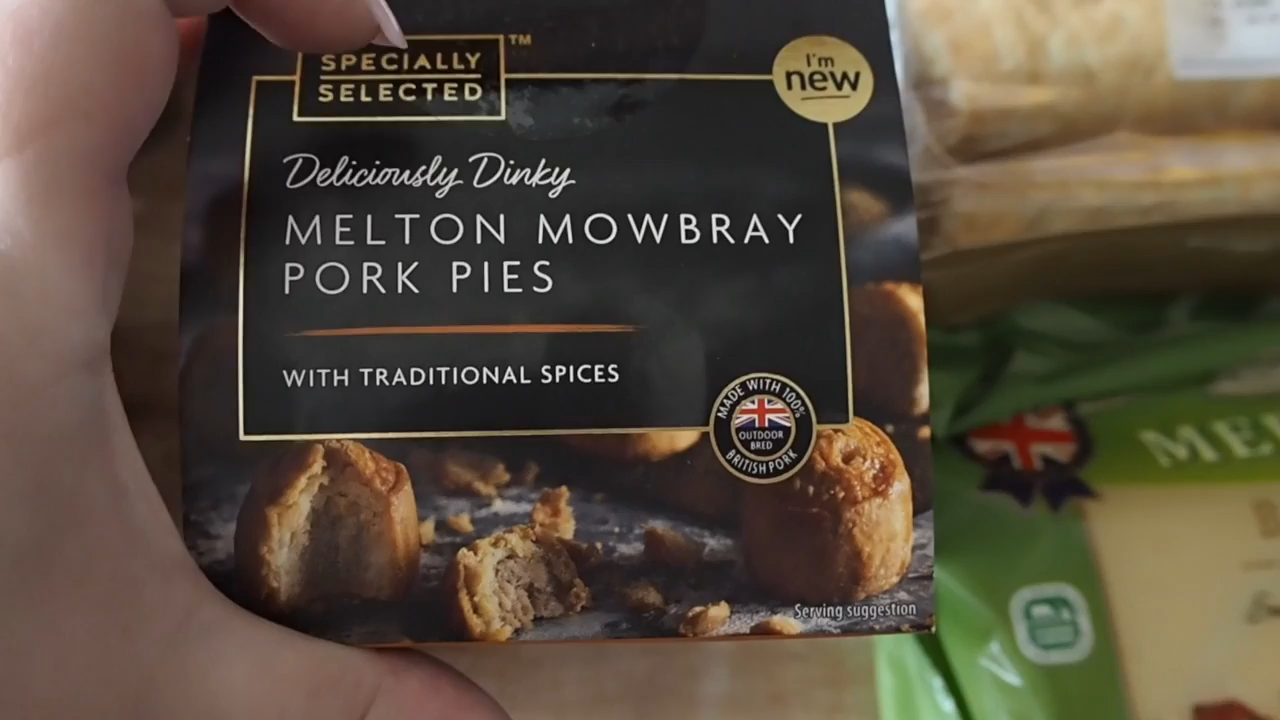 SPECIALLY
SELECTED
TM
I'm
new
Deliciously Dinky
MELTON MOWBRAY
PORK PIES
WITH TRADITIONAL SPICES
MADE WITH 100%
OUTDOOR
BRED
BRITISH PORK
Serving suggestion